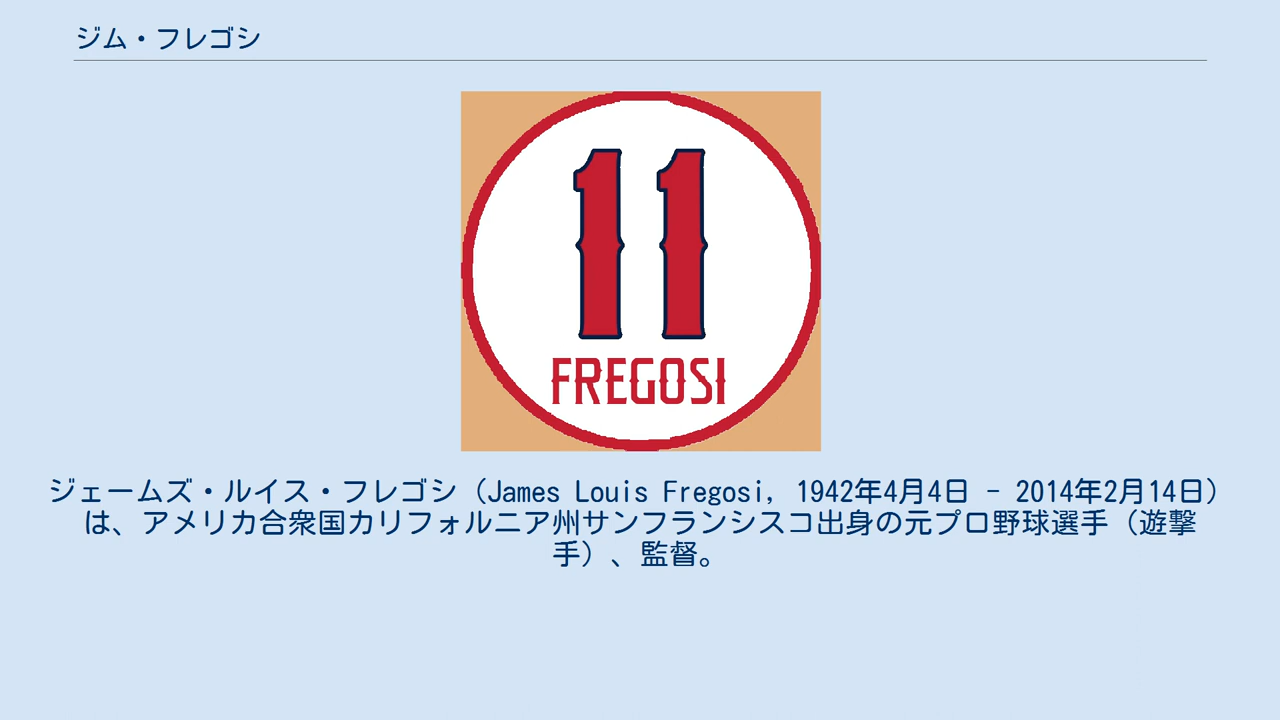 ジム・フレゴシ
11
FREGOSI
ジェームズ・ルイス・フレゴシ（James Louis Fregosi, 1942年4月4日 - 2014年2月14日）
は、アメリカ合衆国カリフォルニア州サンフランシスコ出身の元プロ野球選手（遊撃
手）、監督。